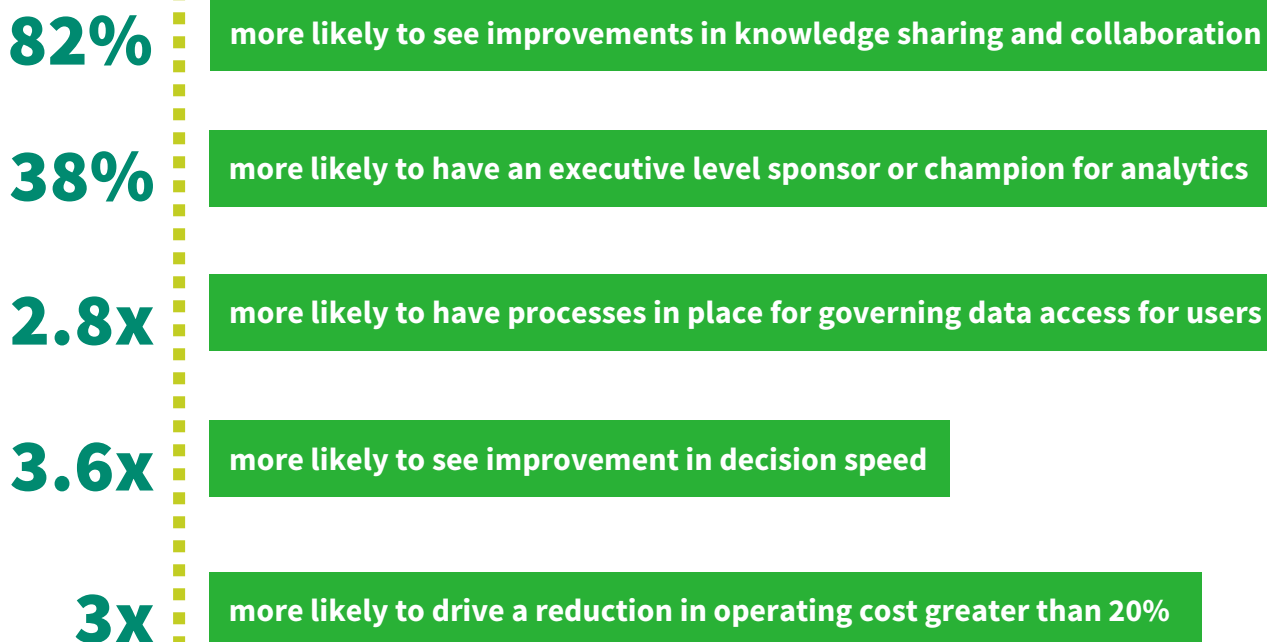 82% more likely to see improvements in knowledge sharing and collaboration
38% more likely to have an executive level sponsor or champion for analytics
2.8x more likely to have processes in place for governing data access for users
3.6x more likely to see improvement in decision speed
3x more likely to drive a reduction in operating cost greater than 20%